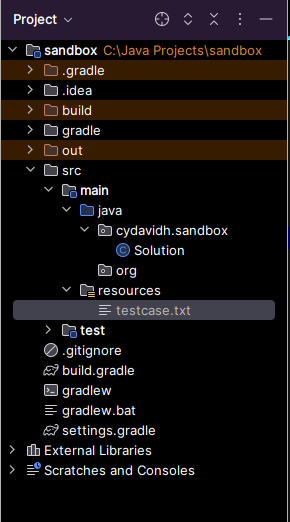 Project
sandbox C:\Java Projects\sandbox
.gradle
.idea
build
gradle
out
src
main
java
cydavidh.sandbox
Solution
org
resources
testcase.txt
test
.gitignore
build.gradle
gradlew
gradlew.bat
settings.gradle
External Libraries
Scratches and Consoles